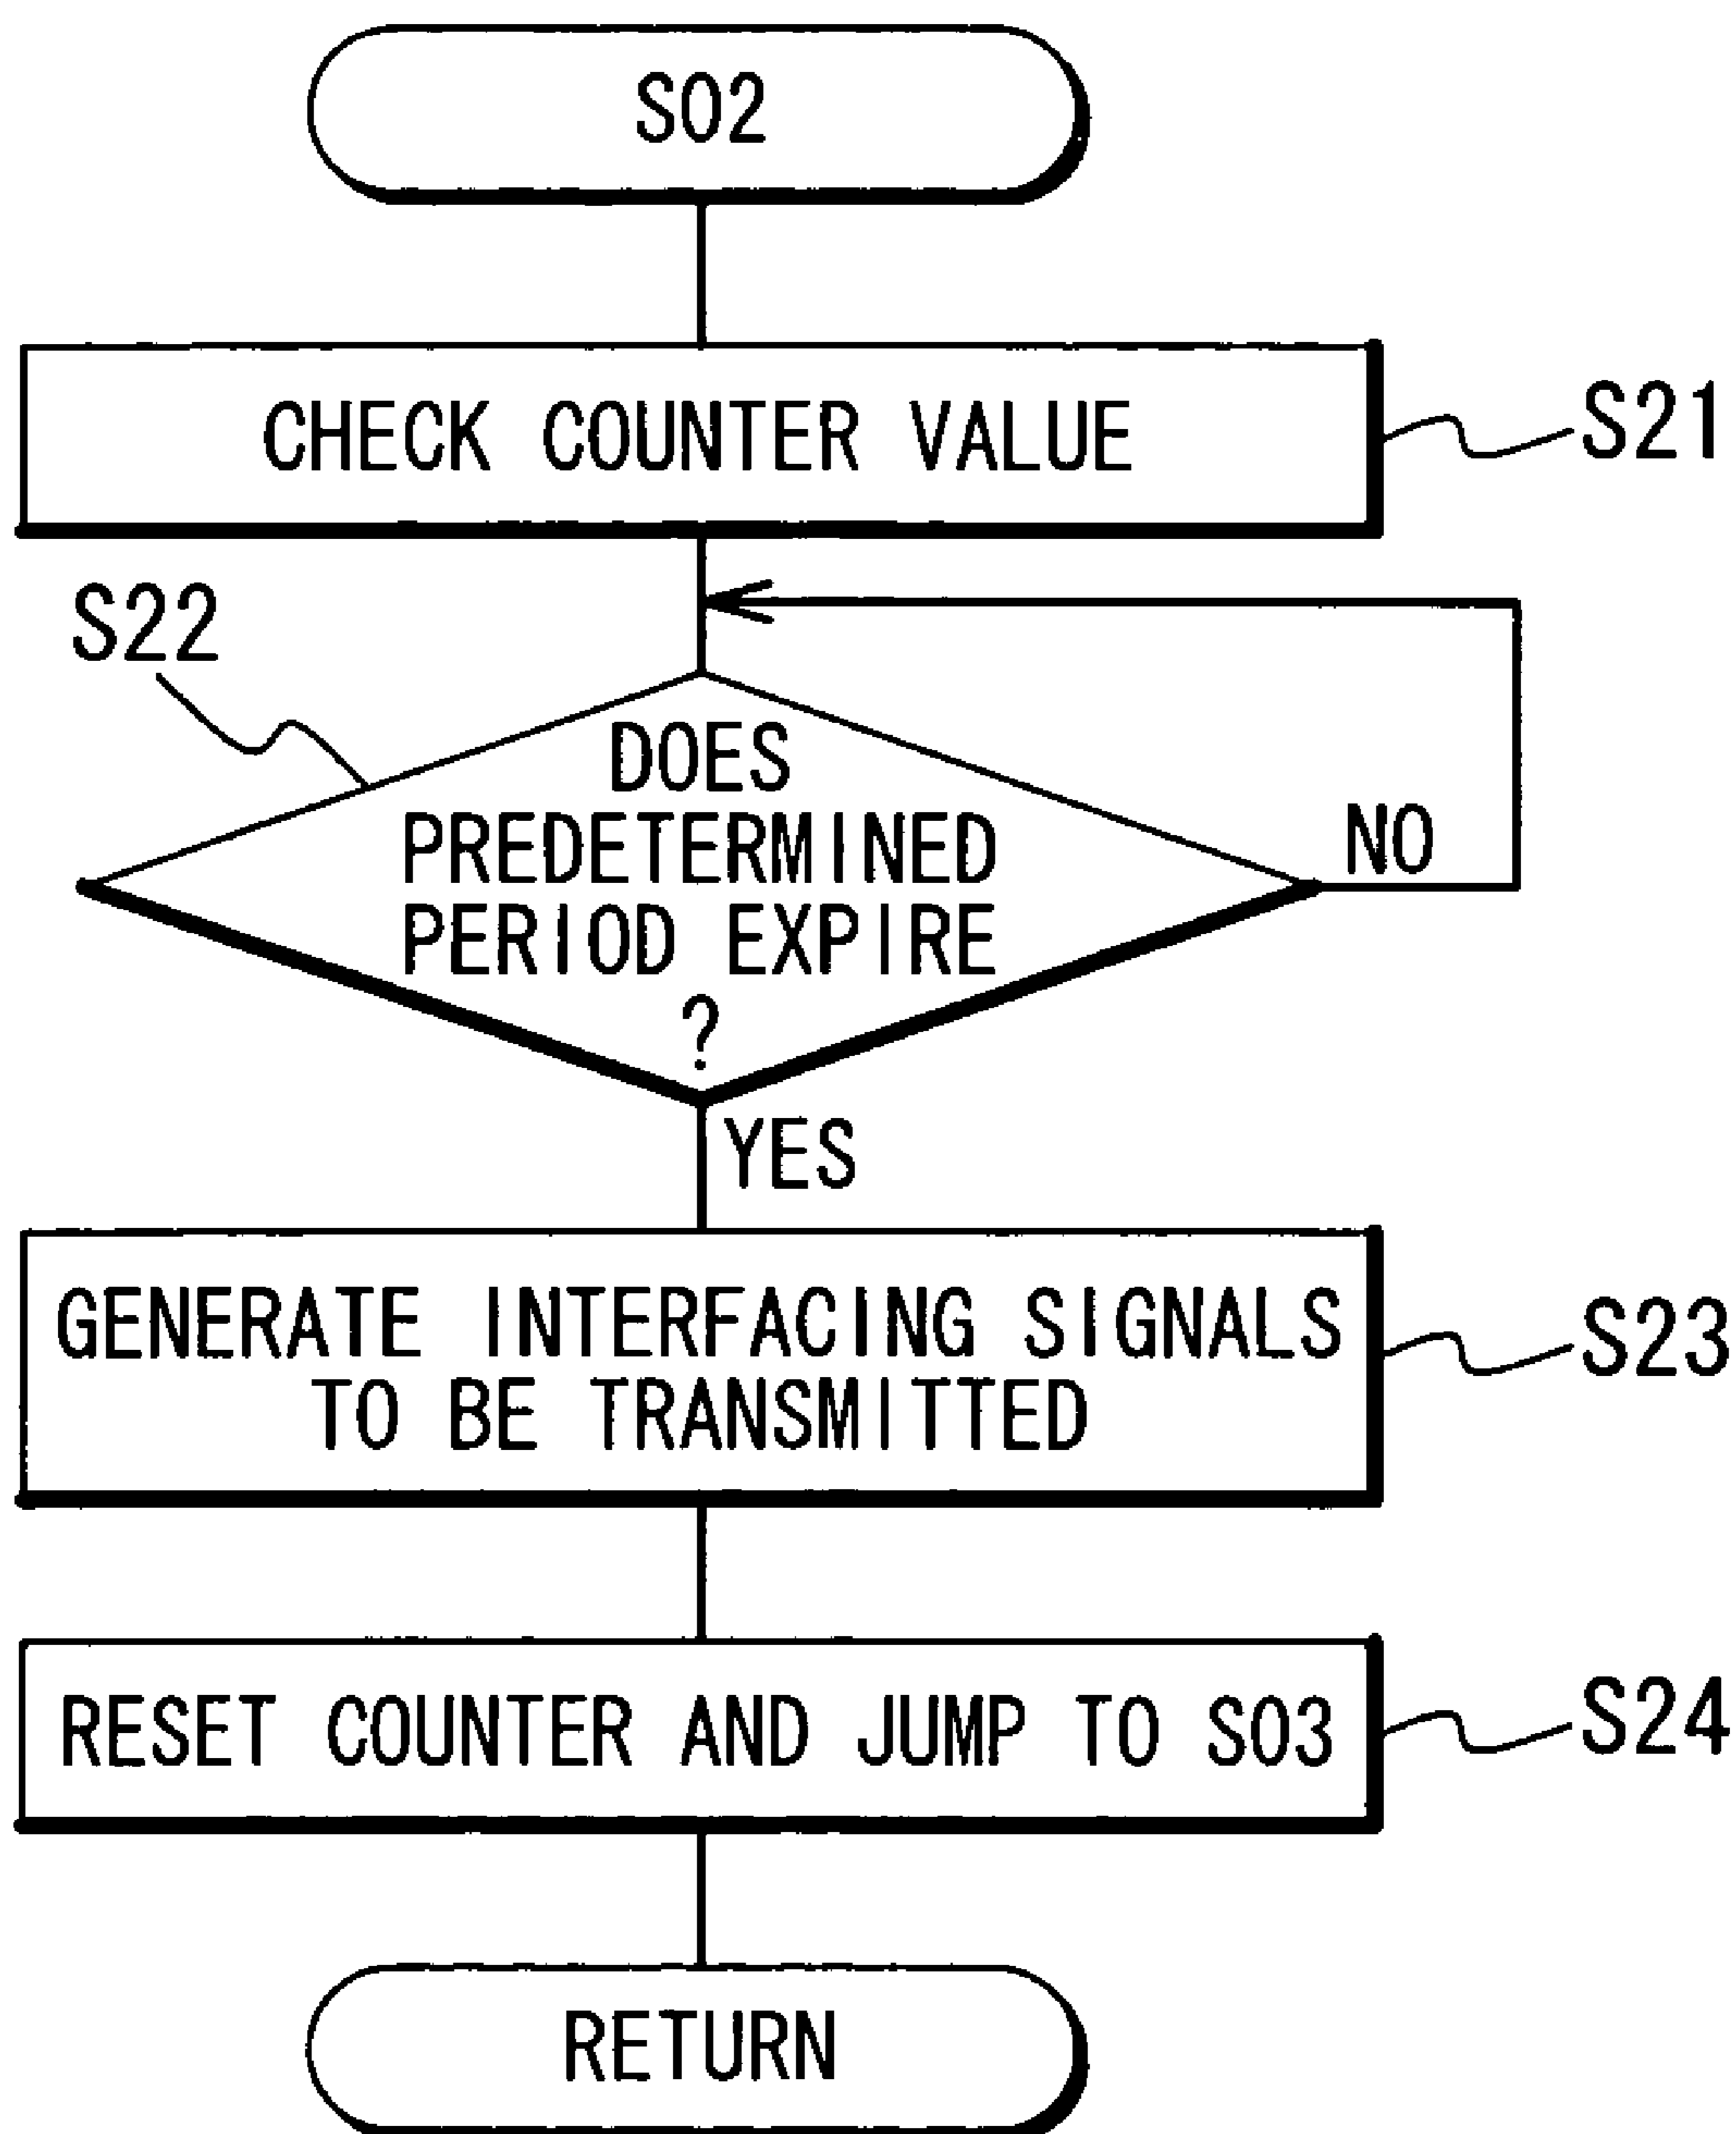 S02
CHECK COUNTER VALUE
S21
S22
DOES
PREDETERMINED
PERIOD EXPIRE
?
NO
YES
GENERATE INTERFACING SIGNALS
TO BE TRANSMITTED
S23
RESET COUNTER AND JUMP TO S03
S24
RETURN